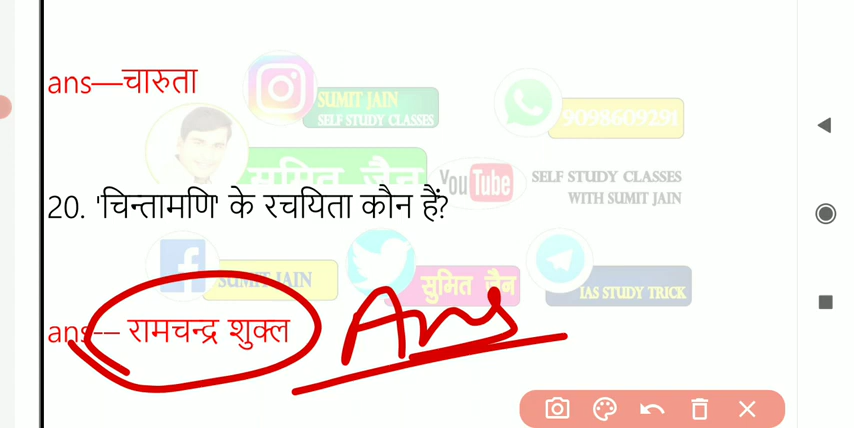 ans—चारुता
SUMIT JAIN
SELF STUDY CLASSES
9098609291
सुमित जैन
YouTube
SELF STUDY CLASSES
WITH SUMIT JAIN
20. 'चिन्तामणि' के रचयिता कौन हैं?
SUMIT JAIN
सुमित जैन
IAS STUDY TRICK
ans-– रामचन्द्र शुक्ल
Ans